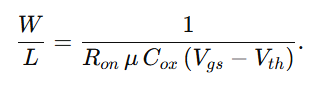 W/L = 1/(R_on μ C_ox (V_gs − V_th)).